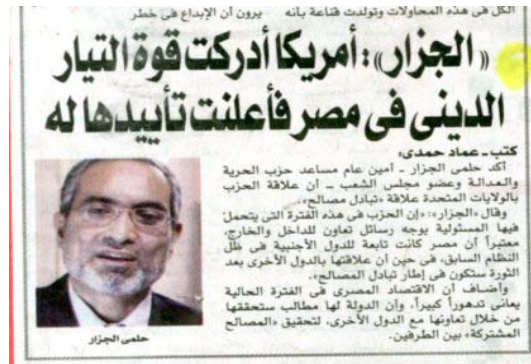 الكل فى هذه المحاولات وتولدت قناعة بأنه
يرون أن الإبداع فى خطر
«الجزار»: أمريكا أدركت قوة التيار
الدينى فى مصر فأعلنت تأييدها له
كتب ـ عماد حمدى:
أكد حلمى الجزار ـ أمين عام مساعد حزب الحرية
والعدالة وعضو مجلس الشعب ـ أن علاقة الحزب
بالولايات المتحدة علاقة «تبادل مصالح».
وقال «الجزار»: «إن الحزب فى هذه الفترة التى يتحمل
فيها المسئولية يوجه رسائل تعاون للداخل والخارج،
معتبراً أن مصر كانت تابعة للدول الأجنبية فى ظل
النظام السابق، فى حين أن علاقتها بالدول الأخرى بعد
الثورة ستكون فى إطار تبادل المصالح».
وأضاف أن الاقتصاد المصرى فى الفترة الحالية
يعانى تدهوراً كبيراً، وأن الدولة لها مطالب ستحققها
من خلال تعاونها مع الدول الأخرى، لتحقيق «المصالح
المشتركة» بين الطرفين.
حلمى الجزار